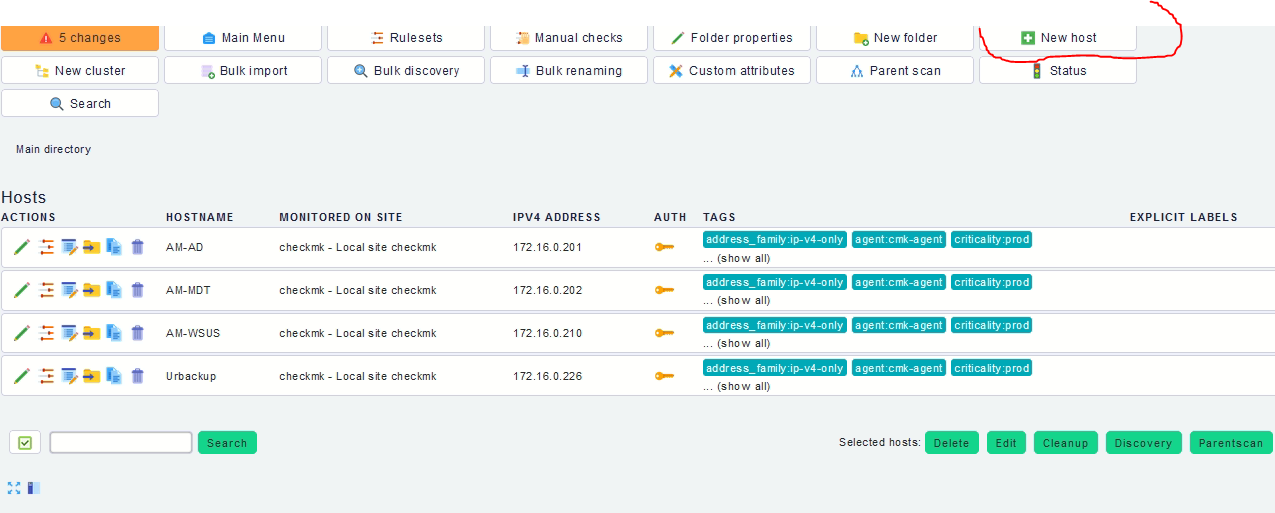 5 changes Main Menu Rulesets Manual checks Folder properties New folder New host
New cluster Bulk import Bulk discovery Bulk renaming Custom attributes Parent scan Status
Search
Main directory
Hosts
ACTIONS HOSTNAME MONITORED ON SITE IPV4 ADDRESS AUTH TAGS EXPLICIT LABELS
AM-AD checkmk - Local site checkmk 172.16.0.201 address_family:ip-v4-only agent:cmk-agent criticality:prod
... (show all)
AM-MDT checkmk - Local site checkmk 172.16.0.202 address_family:ip-v4-only agent:cmk-agent criticality:prod
... (show all)
AM-WSUS checkmk - Local site checkmk 172.16.0.210 address_family:ip-v4-only agent:cmk-agent criticality:prod
... (show all)
Urbackup checkmk - Local site checkmk 172.16.0.226 address_family:ip-v4-only agent:cmk-agent criticality:prod
... (show all)
Search Selected hosts: Delete Edit Cleanup Discovery Parentscan